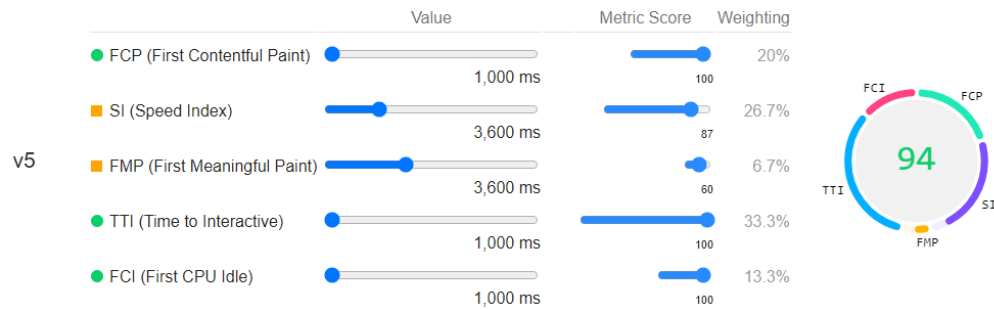 Value Metric Score Weighting
FCP (First Contentful Paint) 20%
1,000 ms 100
SI (Speed Index) 26.7%
3,600 ms 87
v5
FMP (First Meaningful Paint) 6.7%
3,600 ms 60
TTI (Time to Interactive) 33.3%
1,000 ms 100
FCI (First CPU Idle) 13.3%
1,000 ms 100
FCI
FCP
94
TTI
SI
FMP